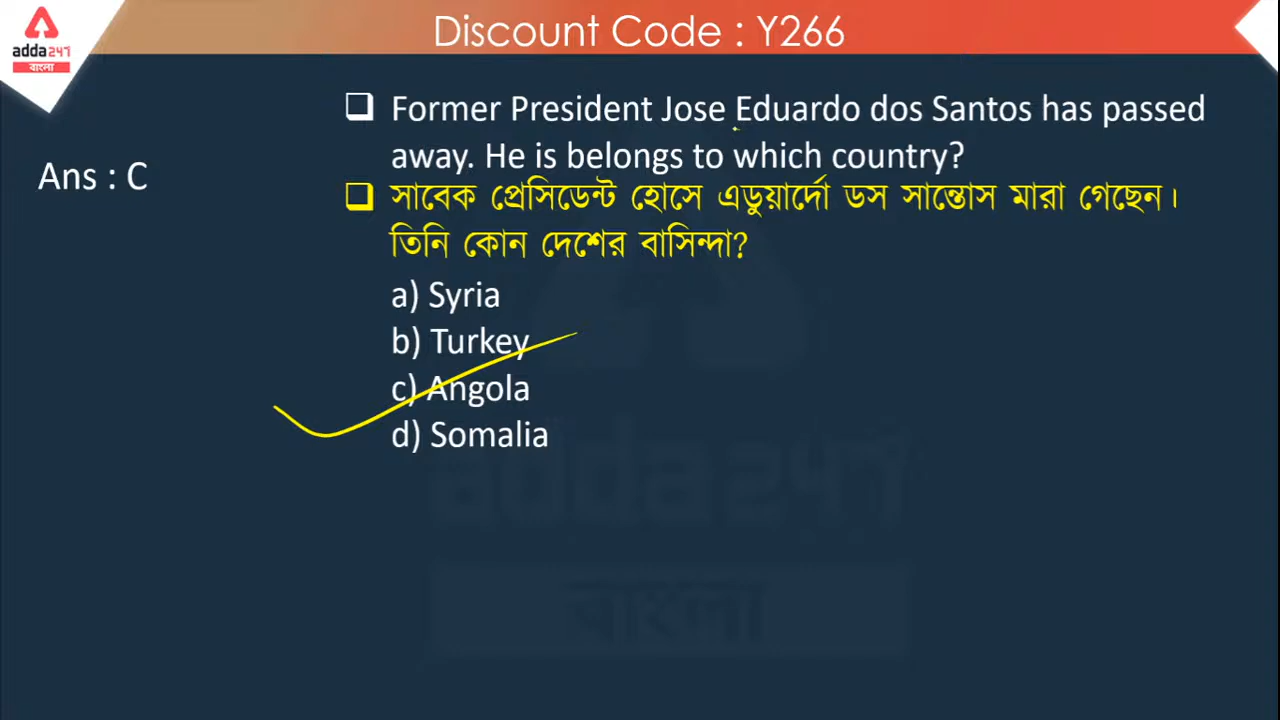 Discount Code : Y266
adda247
বাংলা
Former President Jose Eduardo dos Santos has passed
away. He is belongs to which country?
Ans : C
সাবেক প্রেসিডেন্ট হোসে এডুয়ার্দো ডস সান্তোস মারা গেছেন।
তিনি কোন দেশের বাসিন্দা?
a) Syria
b) Turkey
c) Angola
d) Somalia
adda247
বাংলা